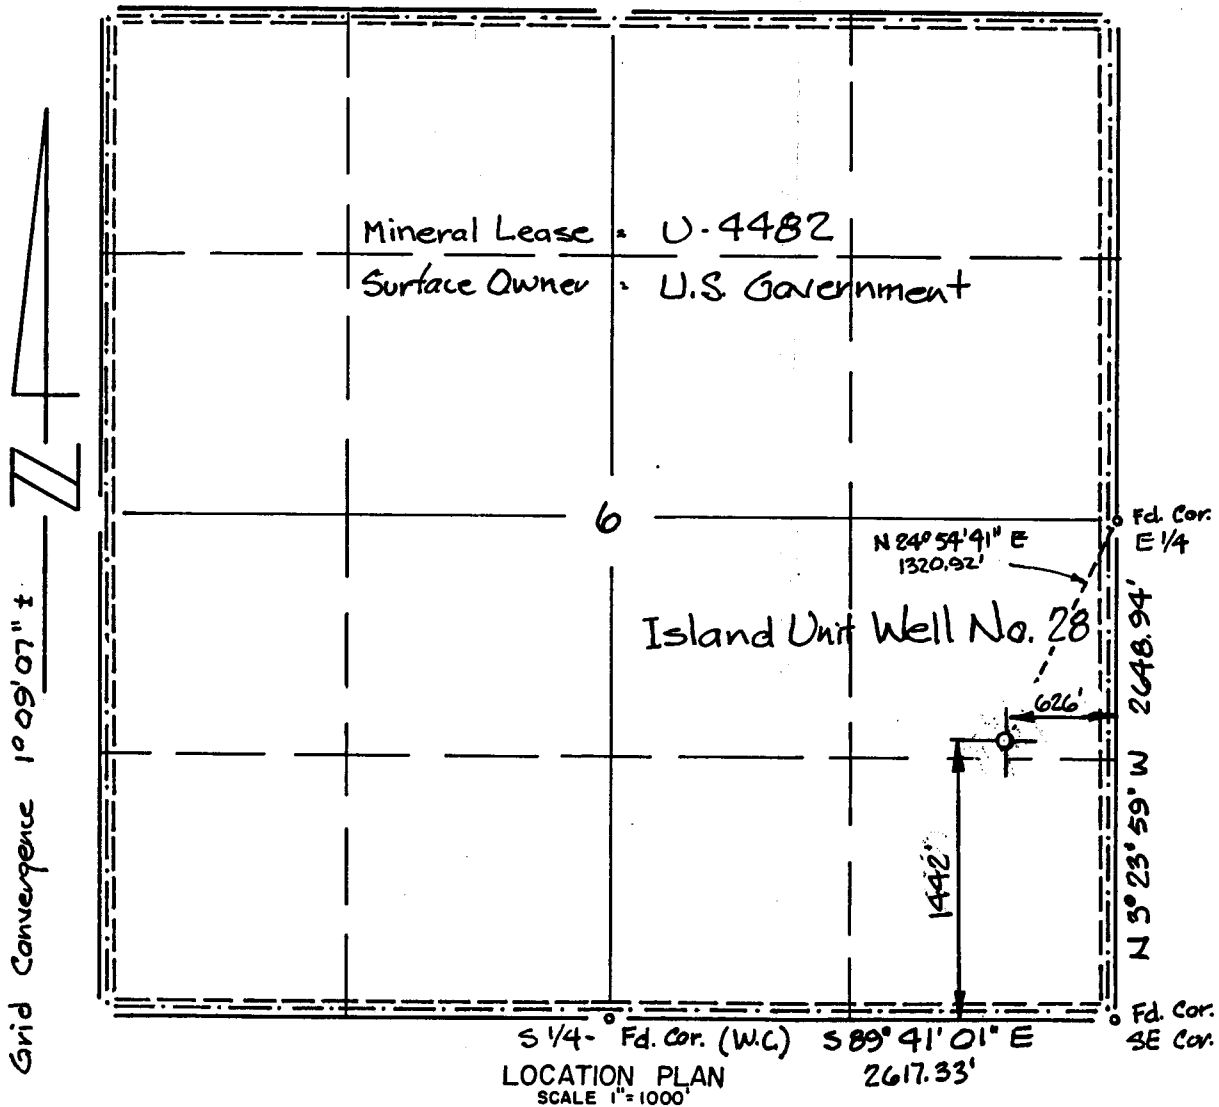 Mineral Lease : U-4482
Surface Owner : U.S. Government
6
Fd. Cor.
E 1/4
N 24° 54' 41" E
1320.92'
Island Unit Well No. 28
626'
1442'
N 3° 23' 59" W 2648.94'
Grid Convergence 1° 09' 07" ±
N
Fd. Cor.
SE Cor.
S 1/4 - Fd. Cor. (W.C.) S 89° 41' 01" E
2617.33'
LOCATION PLAN
SCALE 1" = 1000'